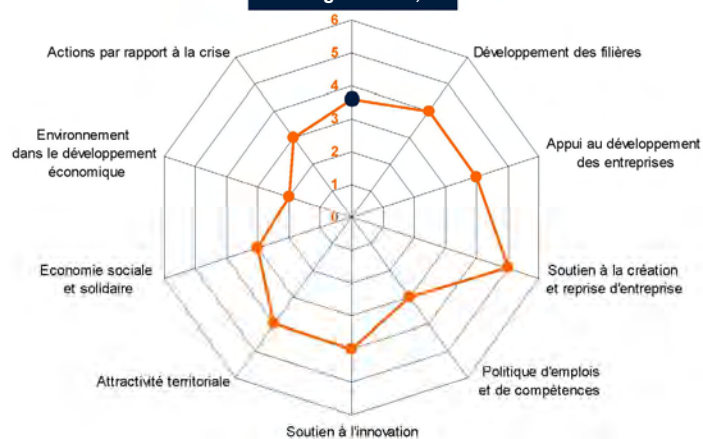 6
Actions par rapport à la crise
Développement des filières
5
4
Environnement
dans le développement
économique
3
Appui au développement
des entreprises
2
1
0
Economie sociale
et solidaire
Soutien à la création
et reprise d'entreprise
Attractivité territoriale
Politique d'emplois
et de compétences
Soutien à l'innovation